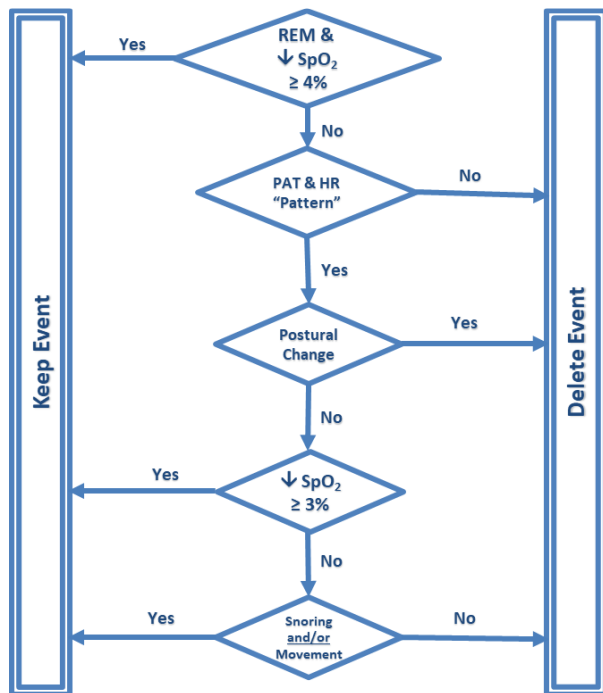 REM &
↓ SpO₂
≥ 4%
Yes
No
PAT & HR
"Pattern"
No
Yes
Postural
Change
Yes
No
↓ SpO₂
≥ 3%
Yes
No
Snoring
and/or
Movement
Yes
No
Keep Event
Delete Event